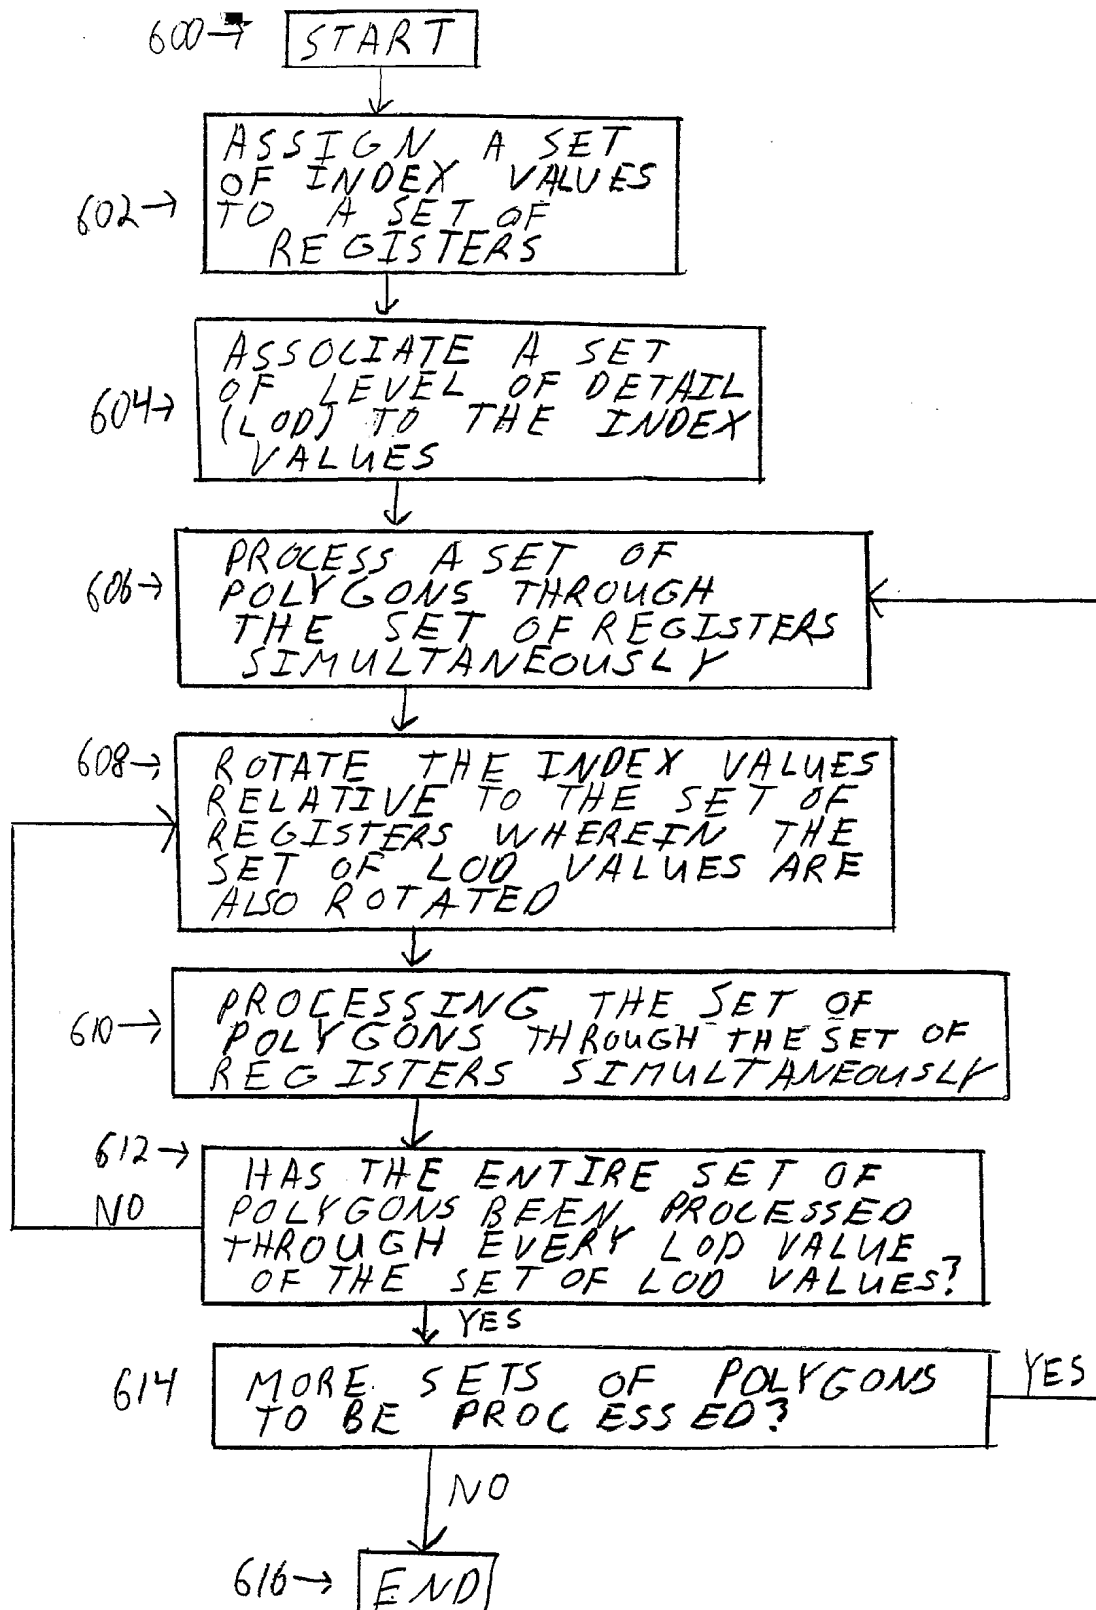 600→ START
ASSIGN A SET
OF INDEX VALUES
602→ TO A SET OF
REGISTERS
ASSOCIATE A SET
OF LEVEL OF DETAIL
604→ (LOD) TO THE INDEX
VALUES
PROCESS A SET OF
606→ POLYGONS THROUGH
THE SET OF REGISTERS
SIMULTANEOUSLY
608→ ROTATE THE INDEX VALUES
RELATIVE TO THE SET OF
REGISTERS WHEREIN THE
SET OF LOD VALUES ARE
ALSO ROTATED
PROCESSING THE SET OF
610→ POLYGONS THROUGH THE SET OF
REGISTERS SIMULTANEOUSLY
612→
HAS THE ENTIRE SET OF
NO POLYGONS BEEN PROCESSED
THROUGH EVERY LOD VALUE
OF THE SET OF LOD VALUES?
YES
614 MORE SETS OF POLYGONS YES
TO BE PROCESSED?
NO
616→ END